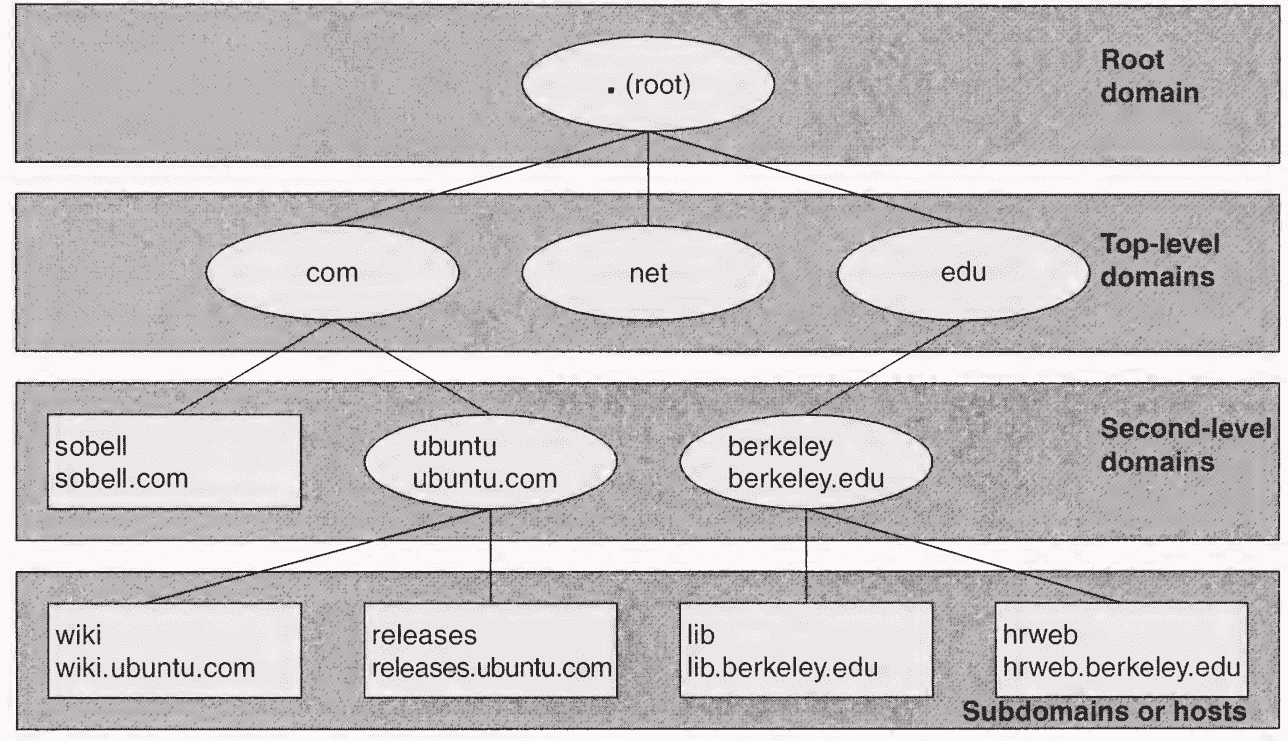 . (root)
Root
domain
com
net
edu
Top-level
domains
sobell
sobell.com
ubuntu
ubuntu.com
berkeley
berkeley.edu
Second-level
domains
wiki
wiki.ubuntu.com
releases
releases.ubuntu.com
lib
lib.berkeley.edu
hrweb
hrweb.berkeley.edu
Subdomains or hosts